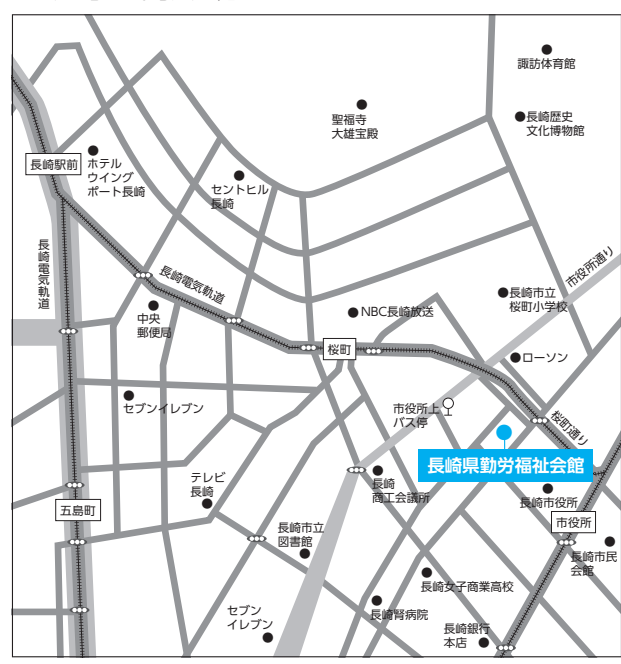 諏訪体育館
聖福寺
大雄宝殿
長崎歴史
文化博物館
長崎駅前
ホテル
ウイング
ポート長崎
セントヒル
長崎
長崎電気軌道
長崎電気軌道
市役所通り
中央
郵便局
NBC長崎放送
長崎市立
桜町小学校
桜町
ローソン
セブンイレブン
市役所上
バス停
桜町通り
長崎県勤労福祉会館
テレビ
長崎
長崎
商工会議所
長崎市役所
五島町
市役所
長崎市立
図書館
長崎市民
会館
長崎女子商業高校
セブン
イレブン
長崎腎病院
長崎銀行
本店